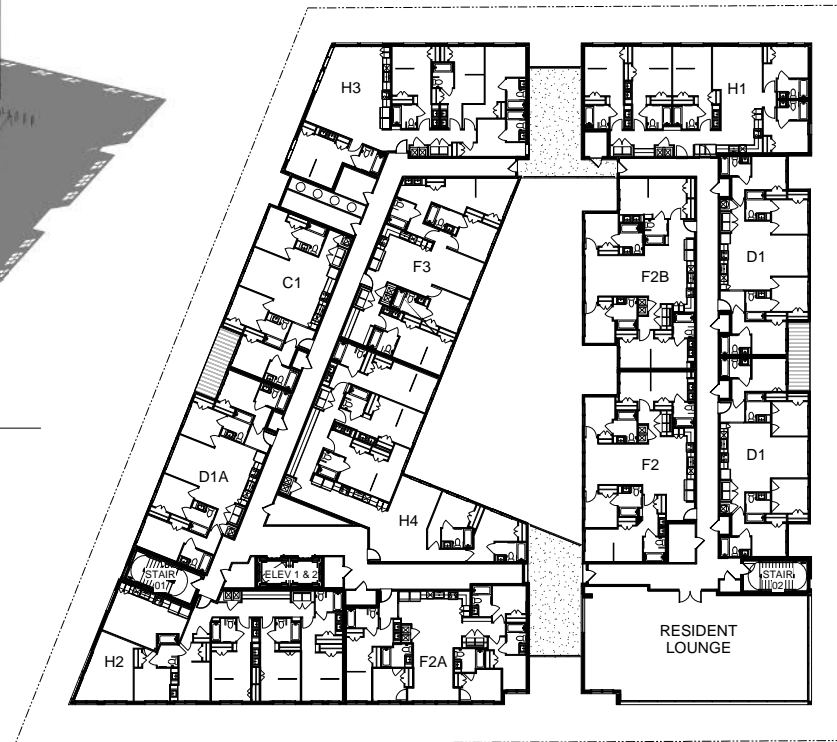 H3
H1
C1
F3
F2B
D1
D1A
F2
D1
H4
STAIR
01
ELEV 1 & 2
STAIR
02
H2
F2A
RESIDENT
LOUNGE